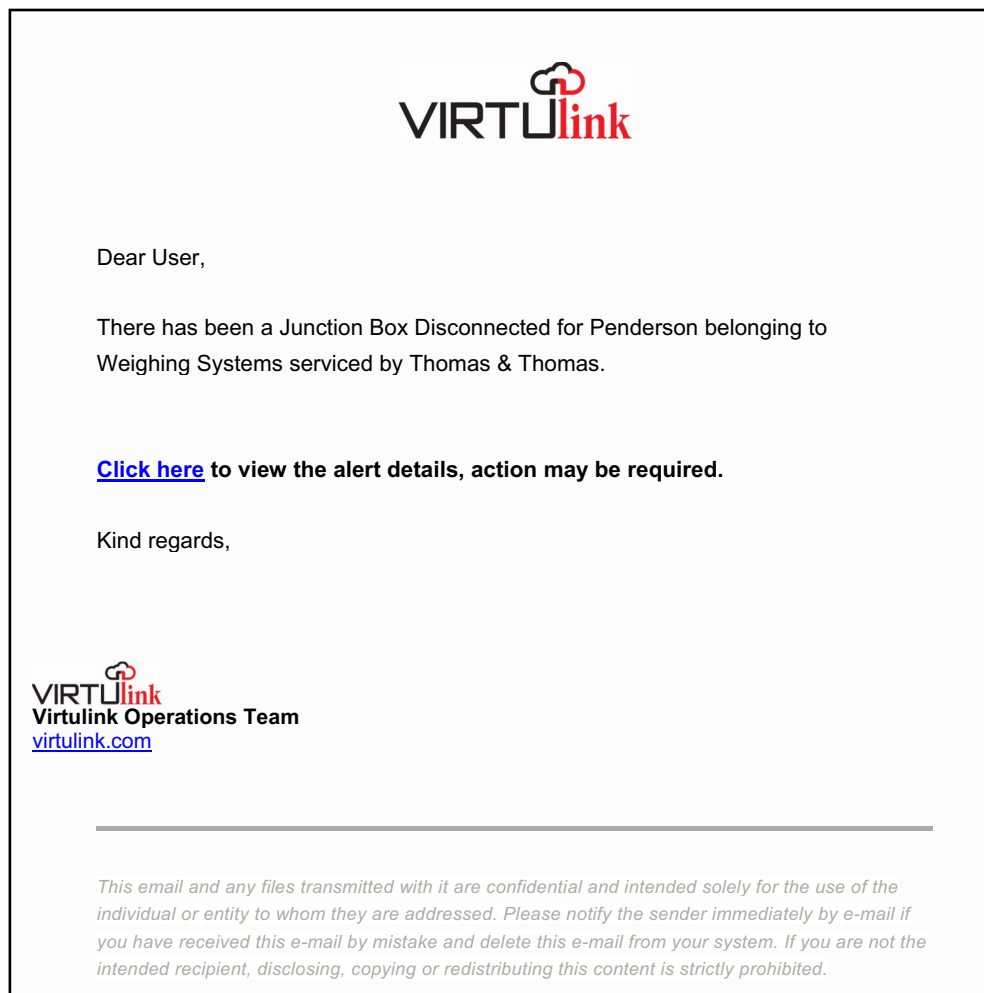 VIRTUlink
Dear User,
There has been a Junction Box Disconnected for Penderson belonging to
Weighing Systems serviced by Thomas & Thomas.
Click here to view the alert details, action may be required.
Kind regards,
VIRTUlink
Virtulink Operations Team
virtulink.com
This email and any files transmitted with it are confidential and intended solely for the use of the
individual or entity to whom they are addressed. Please notify the sender immediately by e-mail if
you have received this e-mail by mistake and delete this e-mail from your system. If you are not the
intended recipient, disclosing, copying or redistributing this content is strictly prohibited.